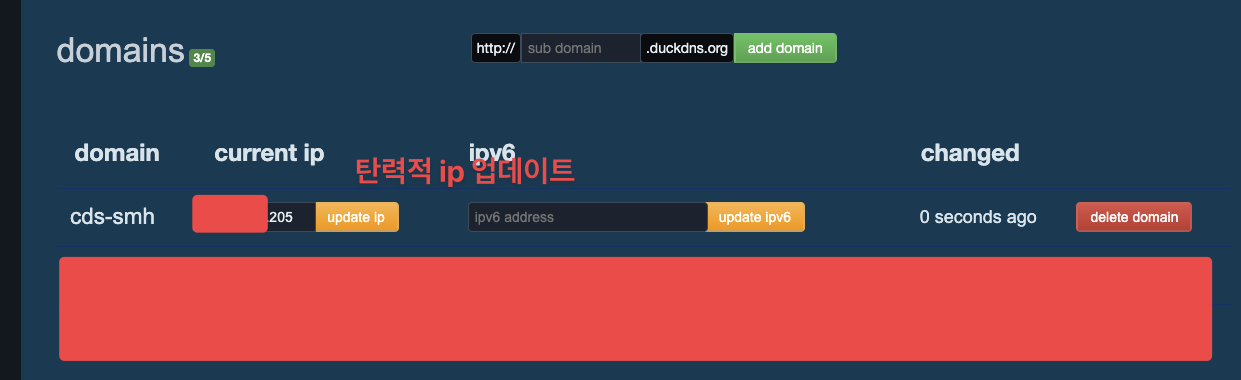 domains 3/5 http:// sub domain .duckdns.org add domain
domain current ip ipv6 changed
탄력적 ip 업데이트
cds-smh .205 update ip ipv6 address update ipv6 0 seconds ago delete domain